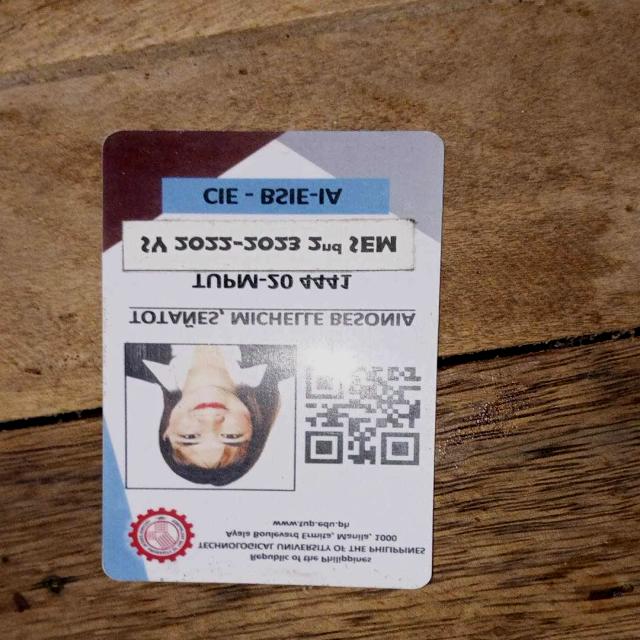 Republic of the Philippines
TECHNOLOGICAL UNIVERSITY OF THE PHILIPPINES
Ayala Boulevard Ermita, Manila, 1000
www.tup.edu.ph
TOTAÑES, MICHELLE BESONIA
TUPM-20 4441
SY 2022-2023 2nd SEM
CIE - BSIE-IA